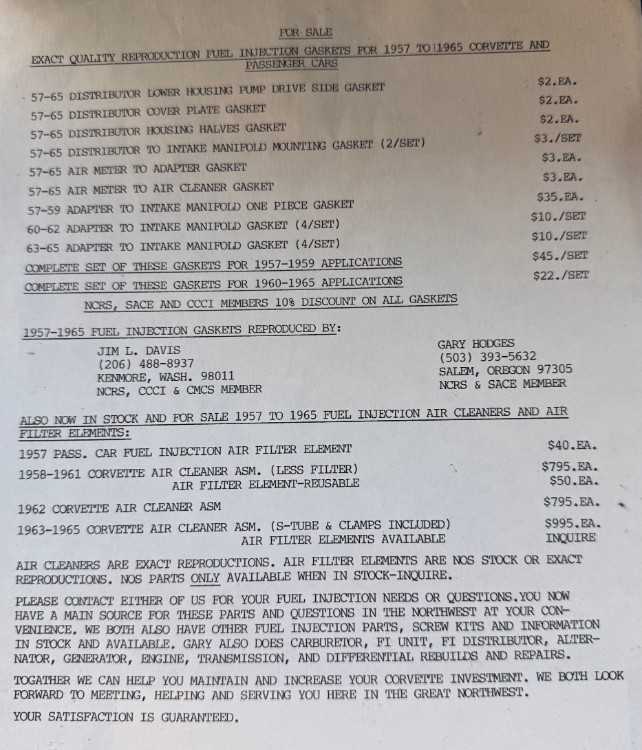 FOR SALE
EXACT QUALITY REPRODUCTION FUEL INJECTION GASKETS FOR 1957 TO 1965 CORVETTE AND
PASSENGER CARS
57-65 DISTRIBUTOR LOWER HOUSING PUMP DRIVE SIDE GASKET $2.EA.
57-65 DISTRIBUTOR COVER PLATE GASKET $2.EA.
57-65 DISTRIBUTOR HOUSING HALVES GASKET $2.EA.
57-65 DISTRIBUTOR TO INTAKE MANIFOLD MOUNTING GASKET (2/SET) $3./SET
57-65 AIR METER TO ADAPTER GASKET $3.EA.
57-65 AIR METER TO AIR CLEANER GASKET $3.EA.
57-59 ADAPTER TO INTAKE MANIFOLD ONE PIECE GASKET $35.EA.
60-62 ADAPTER TO INTAKE MANIFOLD GASKET (4/SET) $10./SET
63-65 ADAPTER TO INTAKE MANIFOLD GASKET (4/SET) $10./SET
COMPLETE SET OF THESE GASKETS FOR 1957-1959 APPLICATIONS $45./SET
COMPLETE SET OF THESE GASKETS FOR 1960-1965 APPLICATIONS $22./SET
NCRS, SACE AND CCCI MEMBERS 10% DISCOUNT ON ALL GASKETS
1957-1965 FUEL INJECTION GASKETS REPRODUCED BY:
JIM L. DAVIS GARY HODGES
(206) 488-8937 (503) 393-5632
KENMORE, WASH. 98011 SALEM, OREGON 97305
NCRS, CCCI & CMCS MEMBER NCRS & SACE MEMBER
ALSO NOW IN STOCK AND FOR SALE 1957 TO 1965 FUEL INJECTION AIR CLEANERS AND AIR
FILTER ELEMENTS:
1957 PASS. CAR FUEL INJECTION AIR FILTER ELEMENT $40.EA.
1958-1961 CORVETTE AIR CLEANER ASM. (LESS FILTER) $795.EA.
AIR FILTER ELEMENT-REUSABLE $50.EA.
1962 CORVETTE AIR CLEANER ASM $795.EA.
1963-1965 CORVETTE AIR CLEANER ASM. (S-TUBE & CLAMPS INCLUDED) $995.EA.
AIR FILTER ELEMENTS AVAILABLE INQUIRE
AIR CLEANERS ARE EXACT REPRODUCTIONS. AIR FILTER ELEMENTS ARE NOS STOCK OR EXACT
REPRODUCTIONS. NOS PARTS ONLY AVAILABLE WHEN IN STOCK-INQUIRE.
PLEASE CONTACT EITHER OF US FOR YOUR FUEL INJECTION NEEDS OR QUESTIONS.YOU NOW
HAVE A MAIN SOURCE FOR THESE PARTS AND QUESTIONS IN THE NORTHWEST AT YOUR CON-
VENIENCE. WE BOTH ALSO HAVE OTHER FUEL INJECTION PARTS, SCREW KITS AND INFORMATION
IN STOCK AND AVAILABLE. GARY ALSO DOES CARBURETOR, FI UNIT, FI DISTRIBUTOR, ALTER-
NATOR, GENERATOR, ENGINE, TRANSMISSION, AND DIFFERENTIAL REBUILDS AND REPAIRS.
TOGATHER WE CAN HELP YOU MAINTAIN AND INCREASE YOUR CORVETTE INVESTMENT. WE BOTH LOOK
FORWARD TO MEETING, HELPING AND SERVING YOU HERE IN THE GREAT NORTHWEST.
YOUR SATISFACTION IS GUARANTEED.